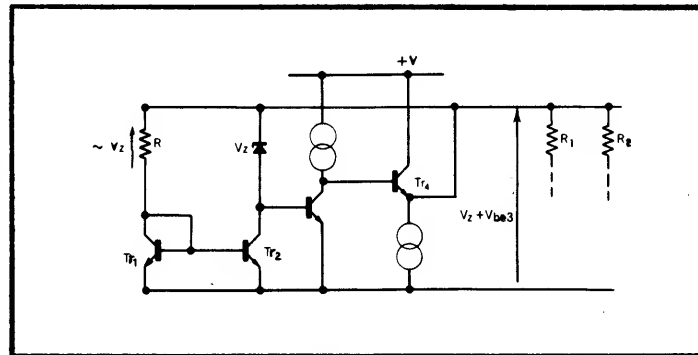 +V
~ Vz
R
Vz
Tr4
R1
R2
Vz + Vbe3
Tr1
Tr2